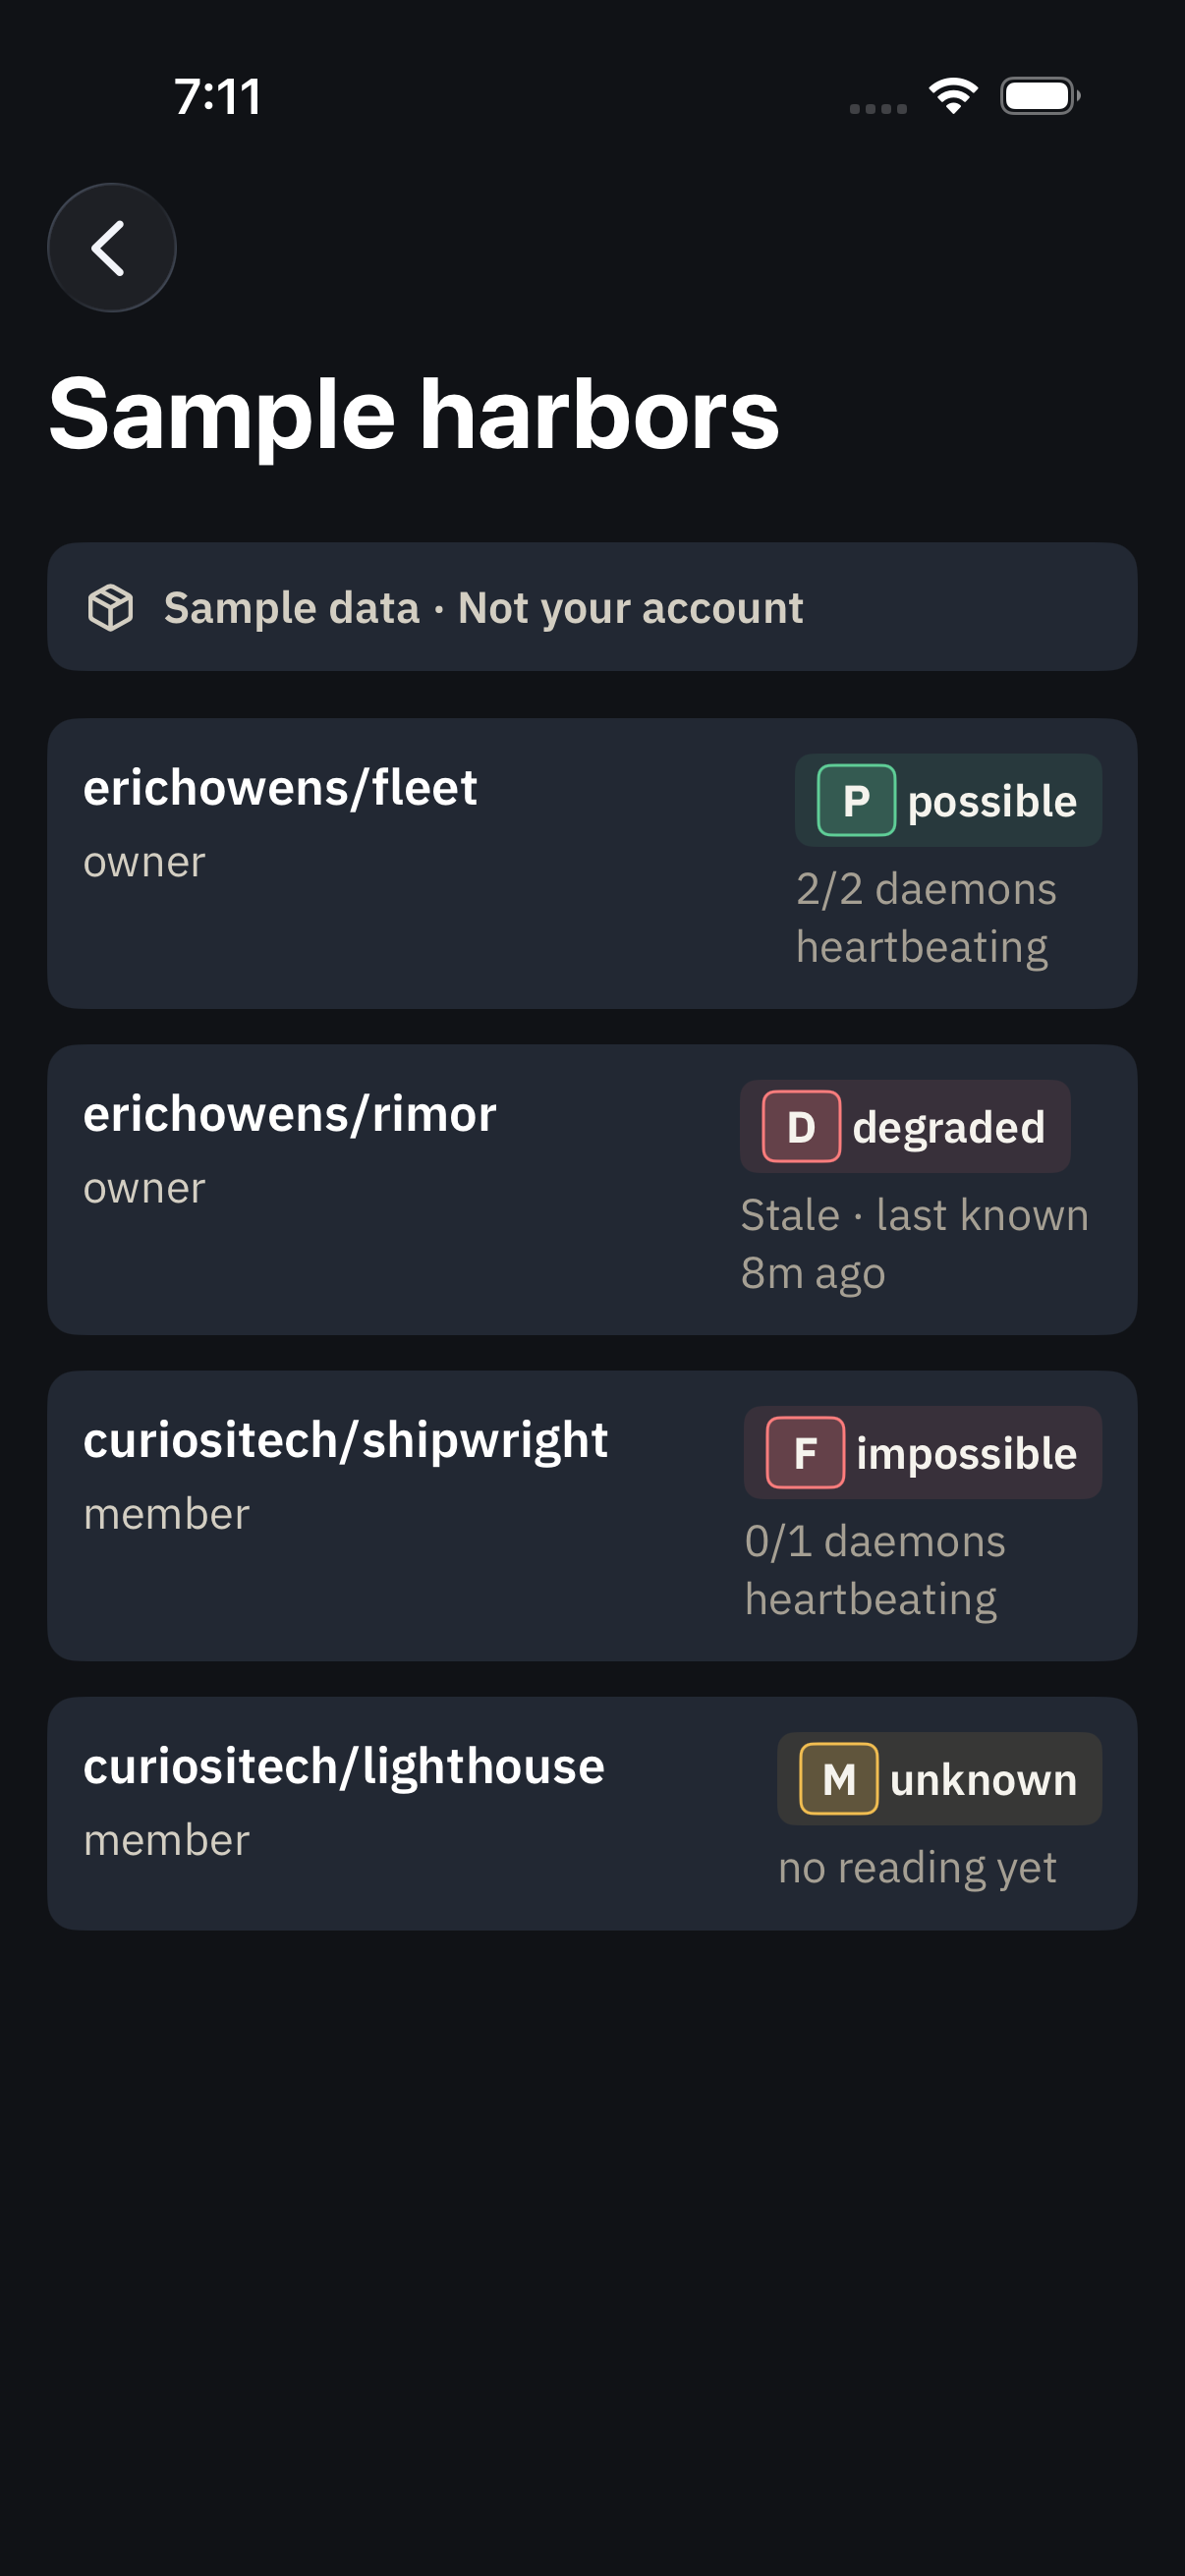 7:11
Sample harbors
Sample data · Not your account
erichowens/fleet
owner
P possible
2/2 daemons
heartbeating
erichowens/rimor
owner
D degraded
Stale · last known
8m ago
curiositech/shipwright
member
F impossible
0/1 daemons
heartbeating
curiositech/lighthouse
member
M unknown
no reading yet